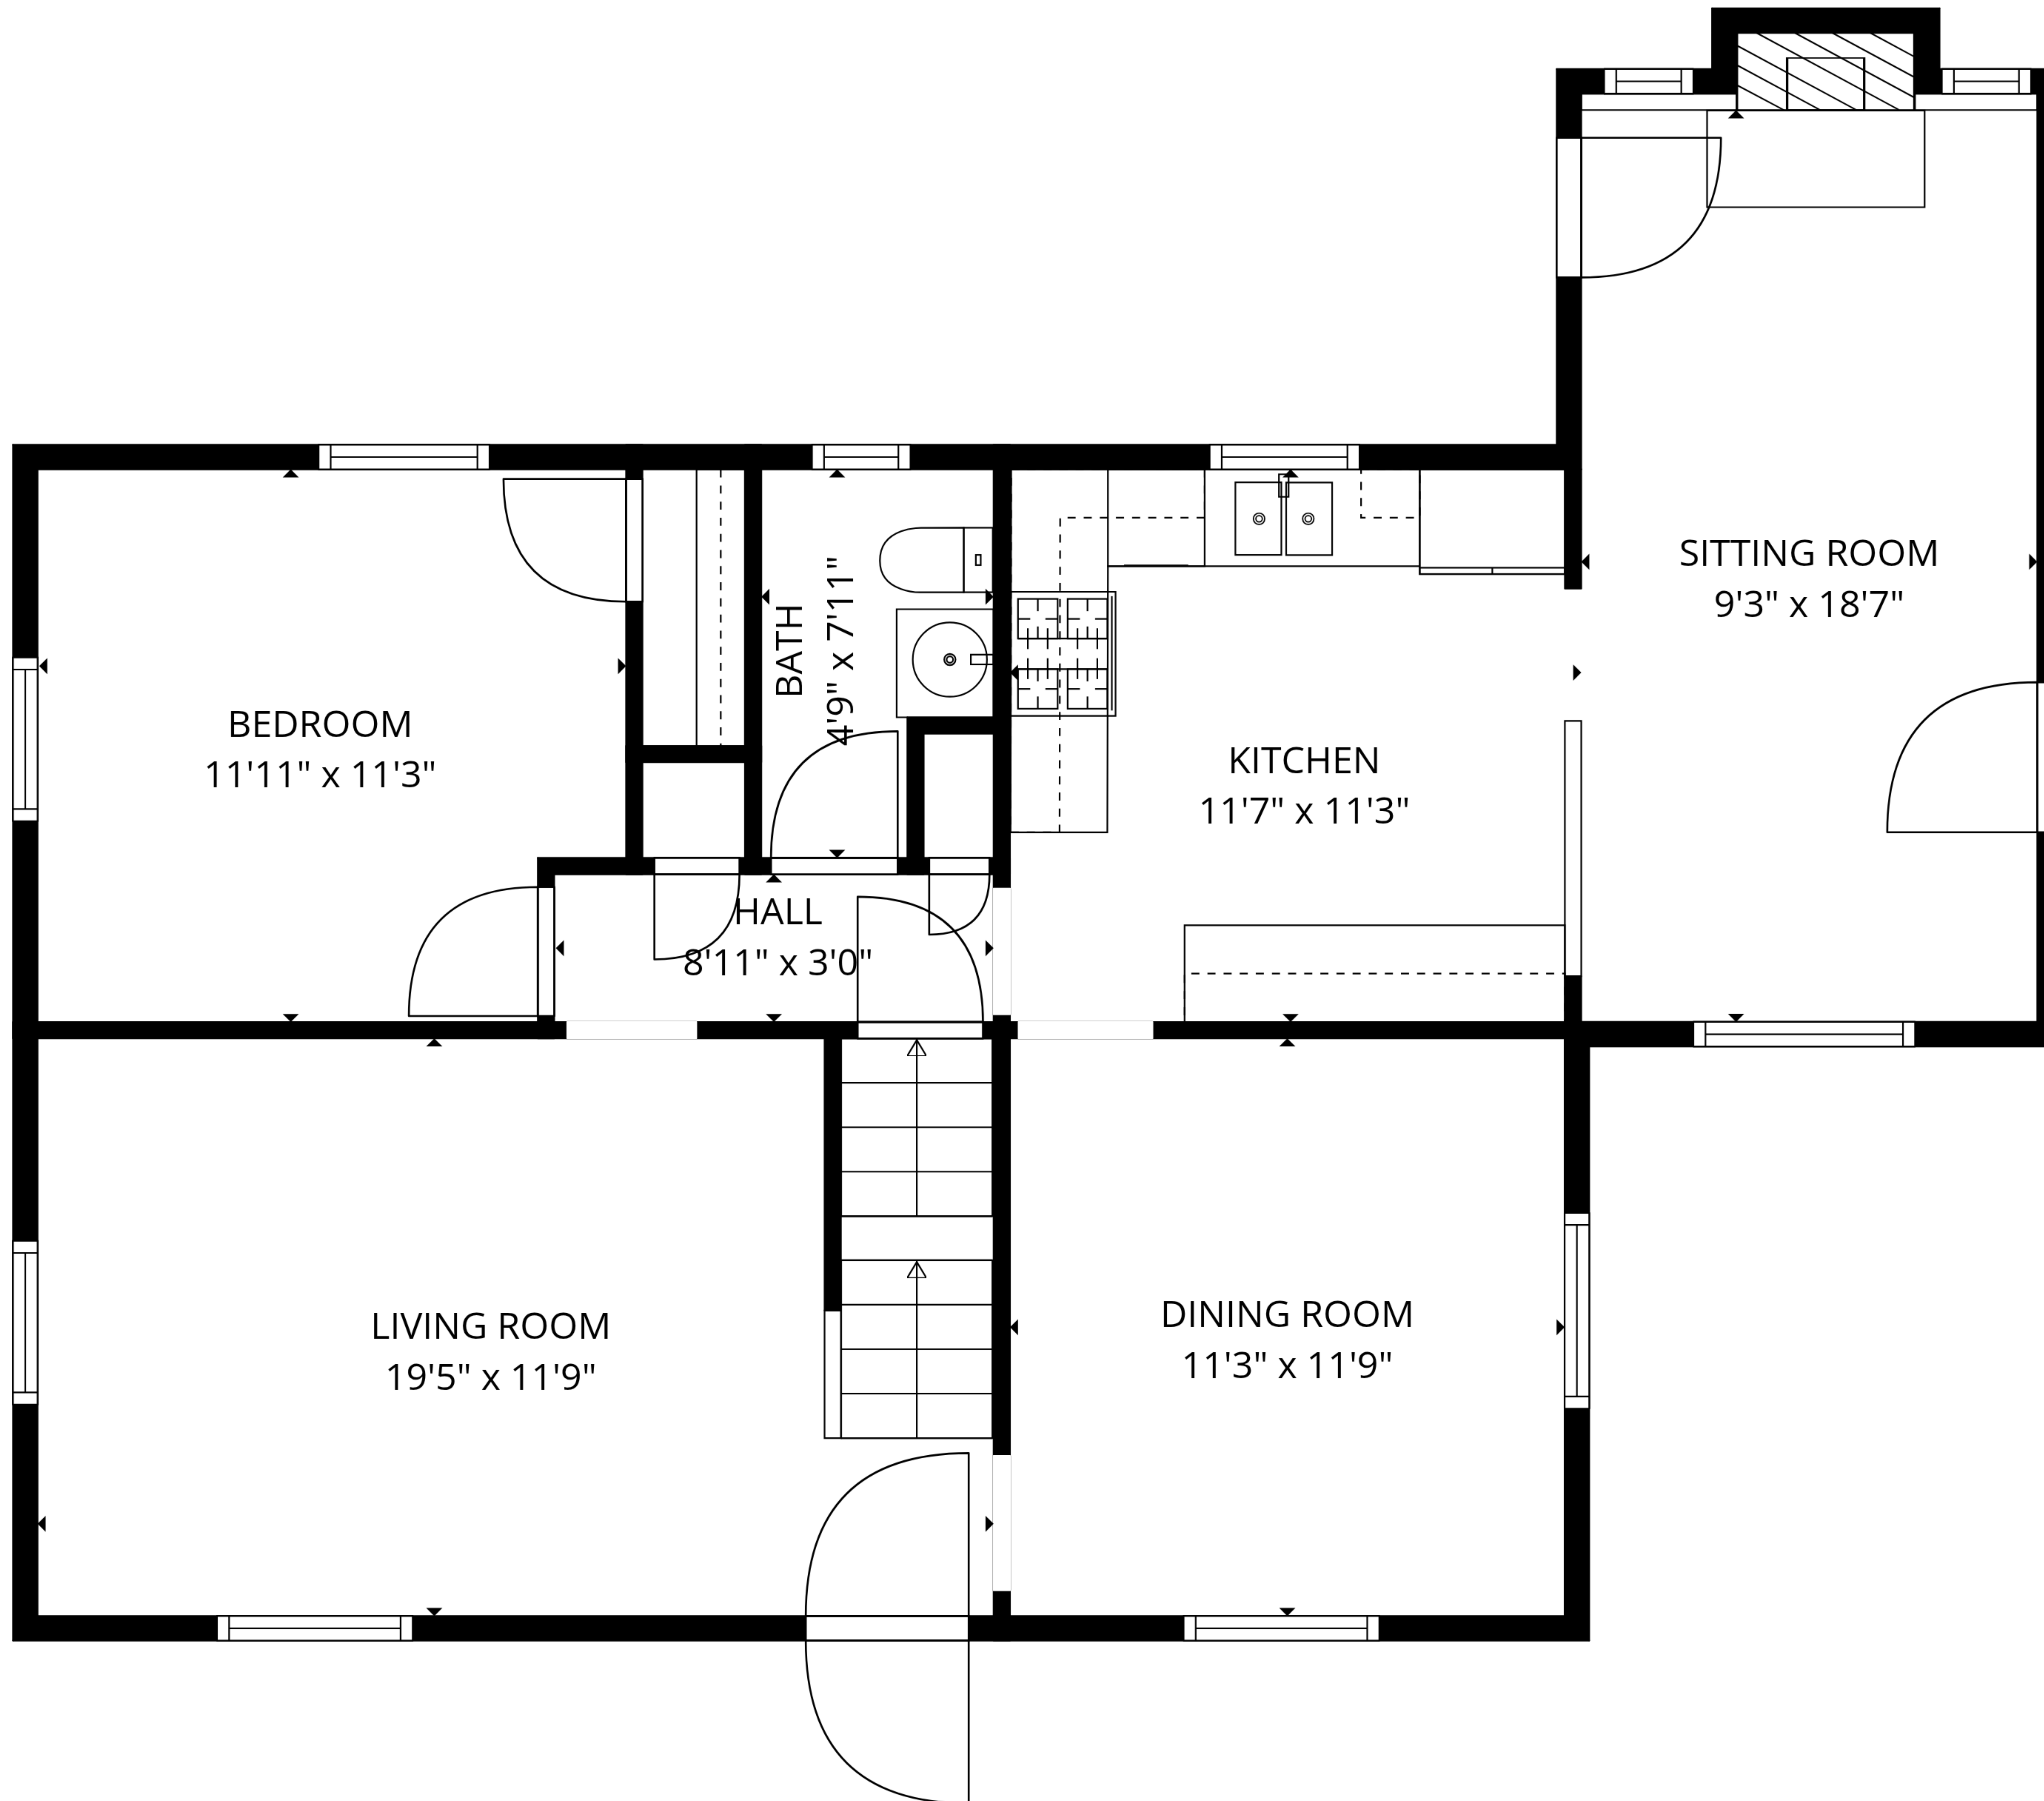 SITTING ROOM
9'3" x 18'7"
BEDROOM
11'11" x 11'3"
BATH
4'9" x 7'11"
KITCHEN
11'7" x 11'3"
HALL
8'11" x 3'0"
LIVING ROOM
19'5" x 11'9"
DINING ROOM
11'3" x 11'9"